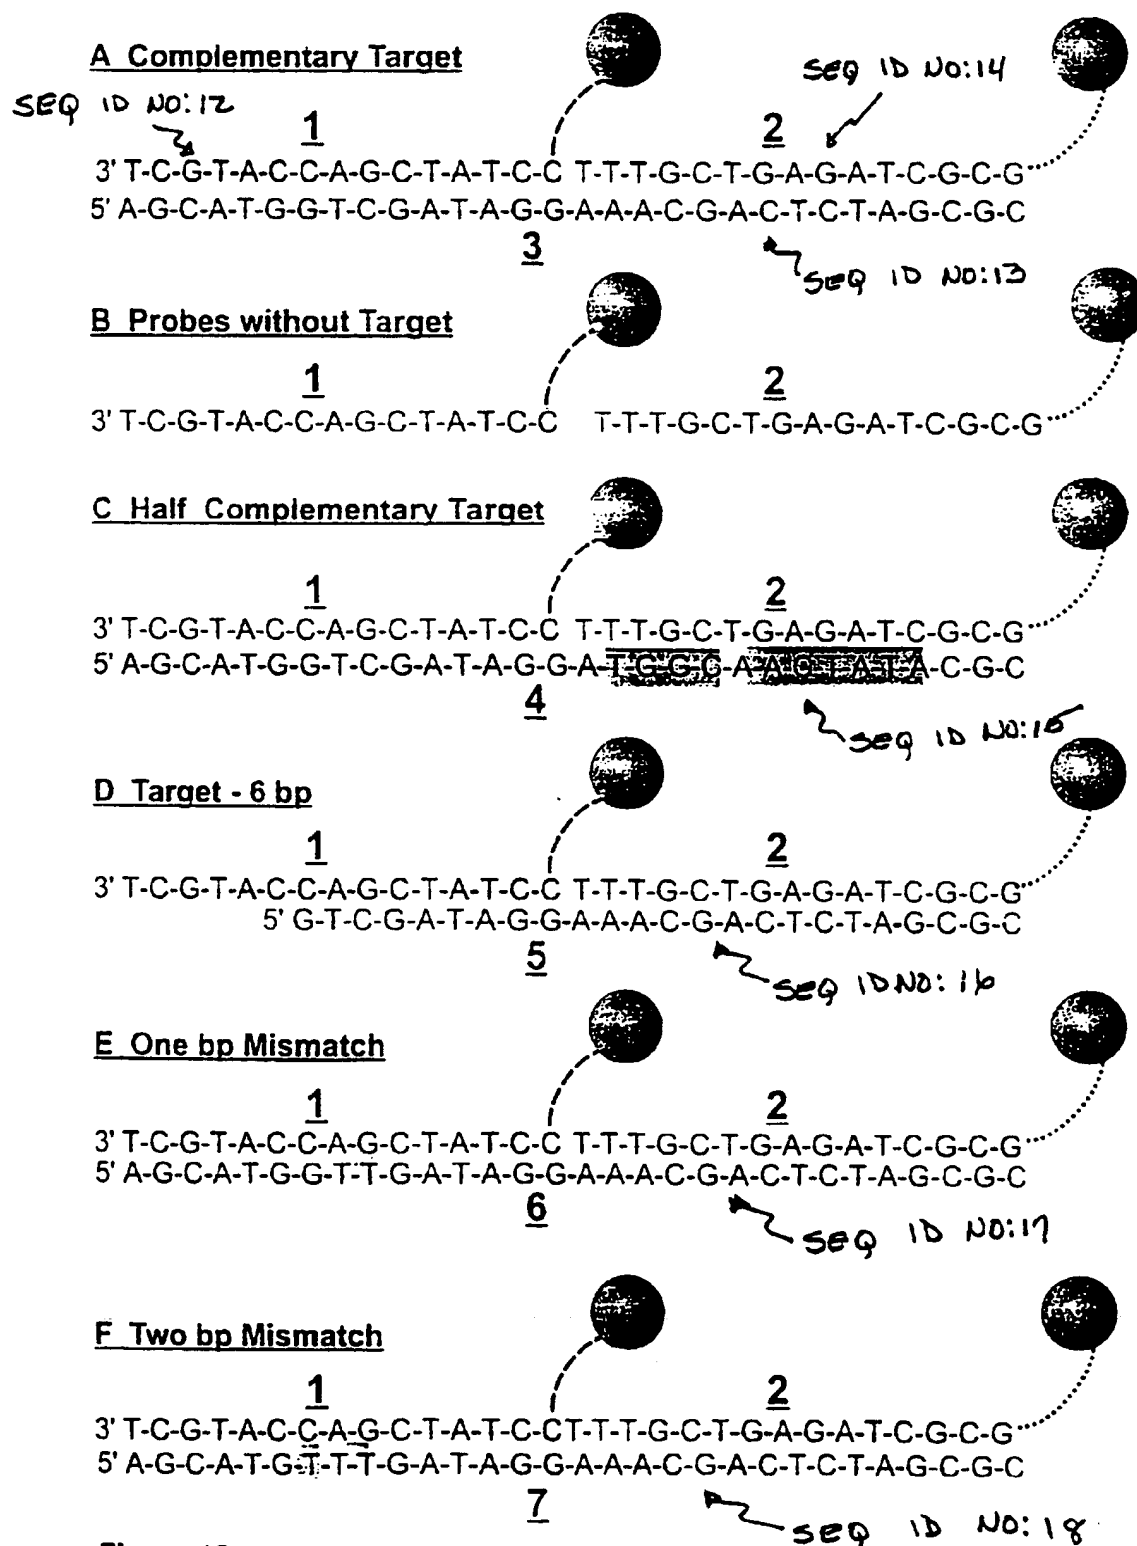 A Complementary Target
SEQ ID NO:14
SEQ ID NO:12
1 2
3' T-C-G-T-A-C-C-A-G-C-T-A-T-C-C T-T-T-G-C-T-G-A-G-A-T-C-G-C-G
5' A-G-C-A-T-G-G-T-C-G-A-T-A-G-G-A-A-A-C-G-A-C-T-C-T-A-G-C-G-C
3
SEQ ID NO:13
B Probes without Target
1 2
3' T-C-G-T-A-C-C-A-G-C-T-A-T-C-C T-T-T-G-C-T-G-A-G-A-T-C-G-C-G
C Half Complementary Target
1 2
3' T-C-G-T-A-C-C-A-G-C-T-A-T-C-C T-T-T-G-C-T-G-A-G-A-T-C-G-C-G
5' A-G-C-A-T-G-G-T-C-G-A-T-A-G-G-A-T-G-G-C-A-A-C-T-A-T-A-C-G-C
4
SEQ ID NO:15
D Target - 6 bp
1 2
3' T-C-G-T-A-C-C-A-G-C-T-A-T-C-C T-T-T-G-C-T-G-A-G-A-T-C-G-C-G
5' G-T-C-G-A-T-A-G-G-A-A-A-C-G-A-C-T-C-T-A-G-C-G-C
5
SEQ ID NO:16
E One bp Mismatch
1 2
3' T-C-G-T-A-C-C-A-G-C-T-A-T-C-C T-T-T-G-C-T-G-A-G-A-T-C-G-C-G
5' A-G-C-A-T-G-G-T-T-G-A-T-A-G-G-A-A-A-C-G-A-C-T-C-T-A-G-C-G-C
6
SEQ ID NO:17
F Two bp Mismatch
1 2
3' T-C-G-T-A-C-C-A-G-C-T-A-T-C-C-T-T-T-G-C-T-G-A-G-A-T-C-G-C-G
5' A-G-C-A-T-G-T-T-T-G-A-T-A-G-G-A-A-A-C-G-A-C-T-C-T-A-G-C-G-C
7
SEQ ID NO:18